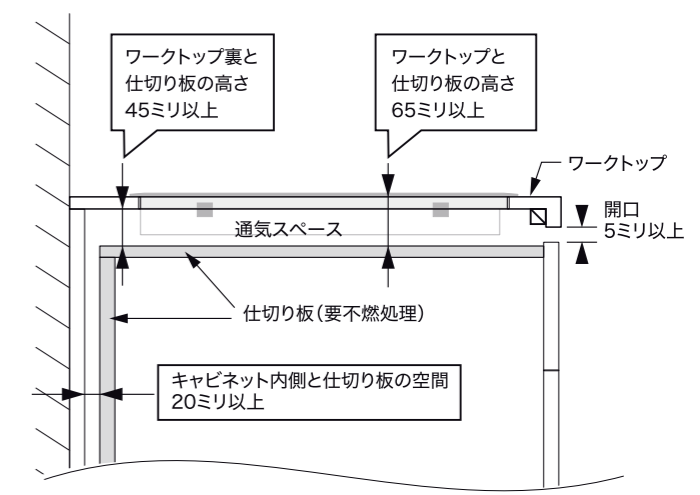 ワークトップ裏と
仕切り板の高さ
45ミリ以上
ワークトップと
仕切り板の高さ
65ミリ以上
ワークトップ
開口
5ミリ以上
通気スペース
仕切り板（要不燃処理）
キャビネット内側と仕切り板の空間
20ミリ以上